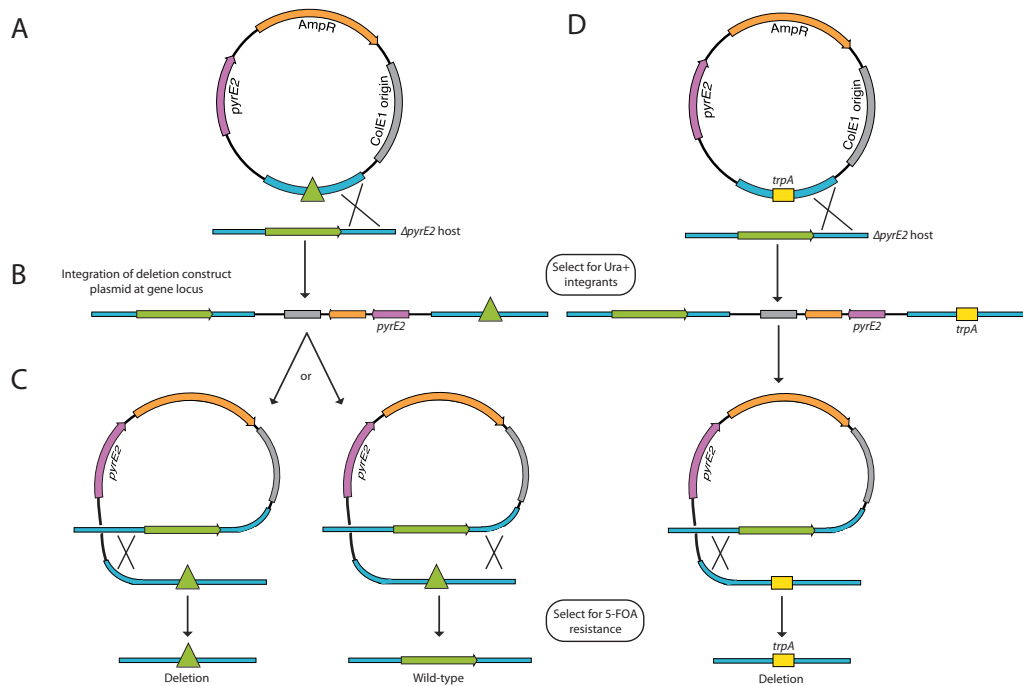 A
AmpR
pyrE2
ColE1 origin
ΔpyrE2 host
D
AmpR
pyrE2
ColE1 origin
trpA
ΔpyrE2 host
B
Integration of deletion construct
plasmid at gene locus
Select for Ura+
integrants
pyrE2
pyrE2
trpA
C
or
pyrE2
pyrE2
pyrE2
Select for 5-FOA
resistance
trpA
Deletion
Wild-type
Deletion